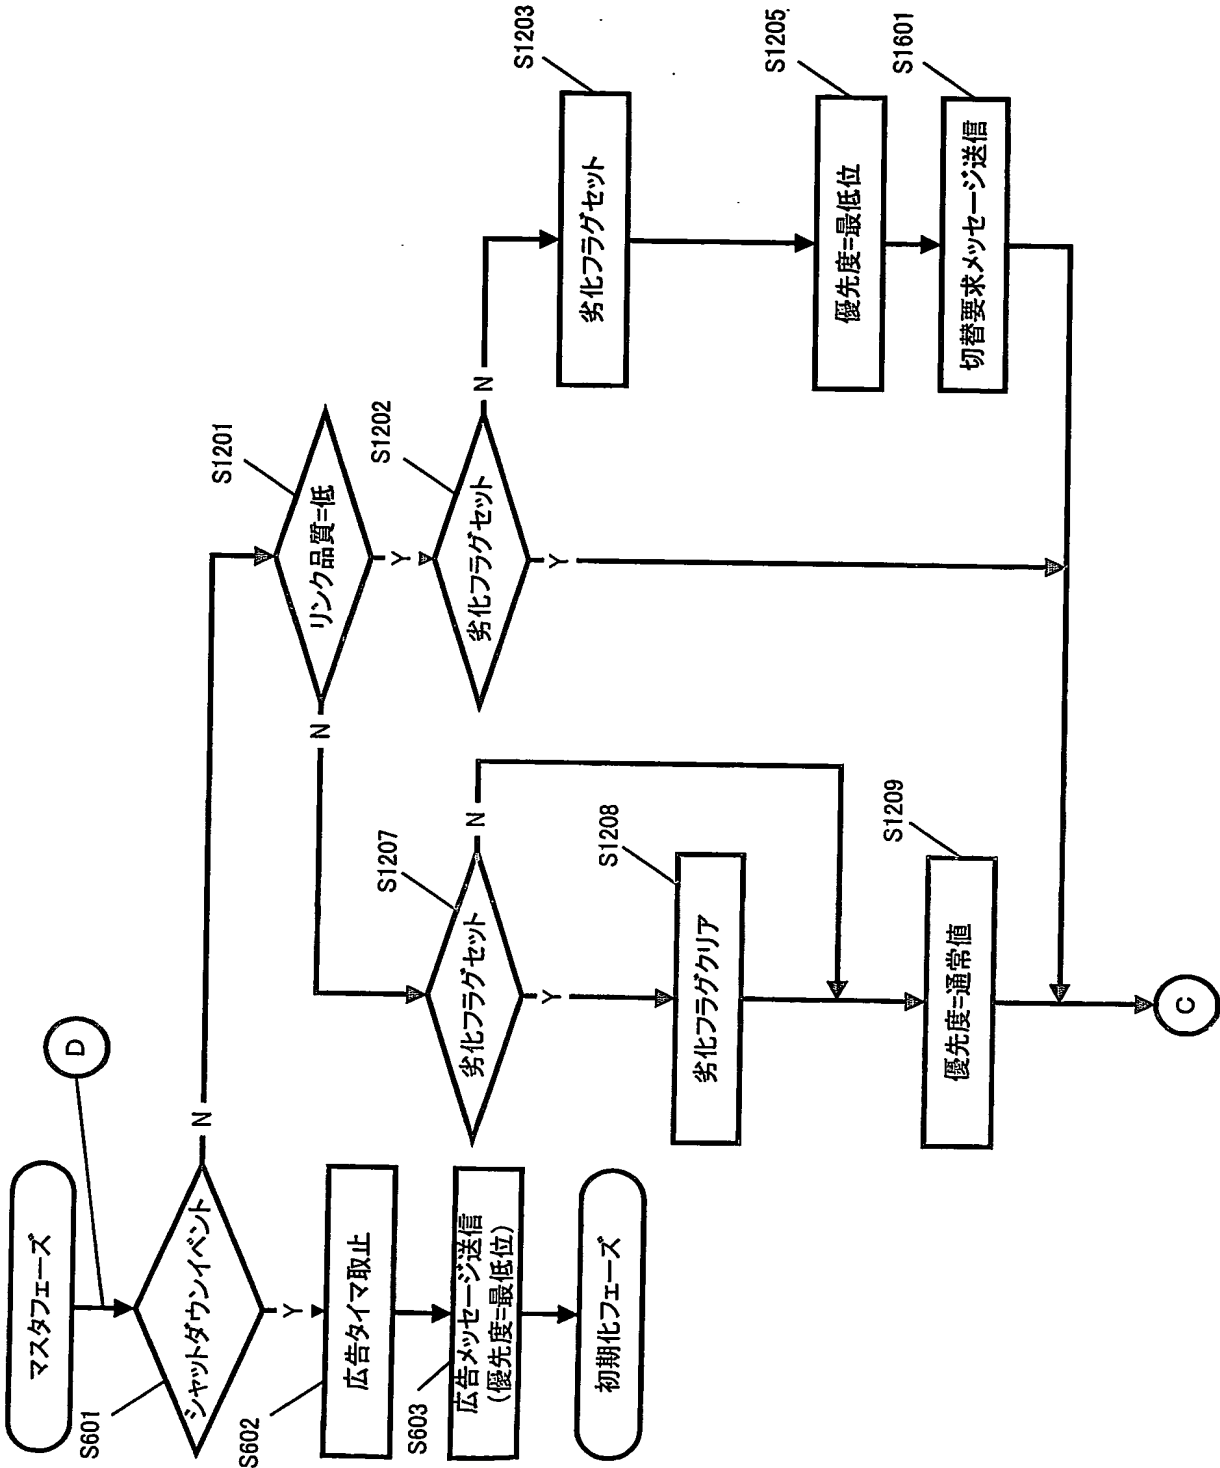 マスタフェーズ
D
S601
シャットダウンイベント
N
Y
S602
広告タイマ取止
S603
広告メッセージ送信
(優先度=最低位)
初期化フェーズ
S1201
リンク品質=低
N
Y
S1207
劣化フラグセット
N
Y
S1208
劣化フラグクリア
S1209
優先度=通常値
S1202
劣化フラグセット
N
Y
S1203
劣化フラグセット
S1205
優先度=最低位
S1601
切替要求メッセージ送信
C